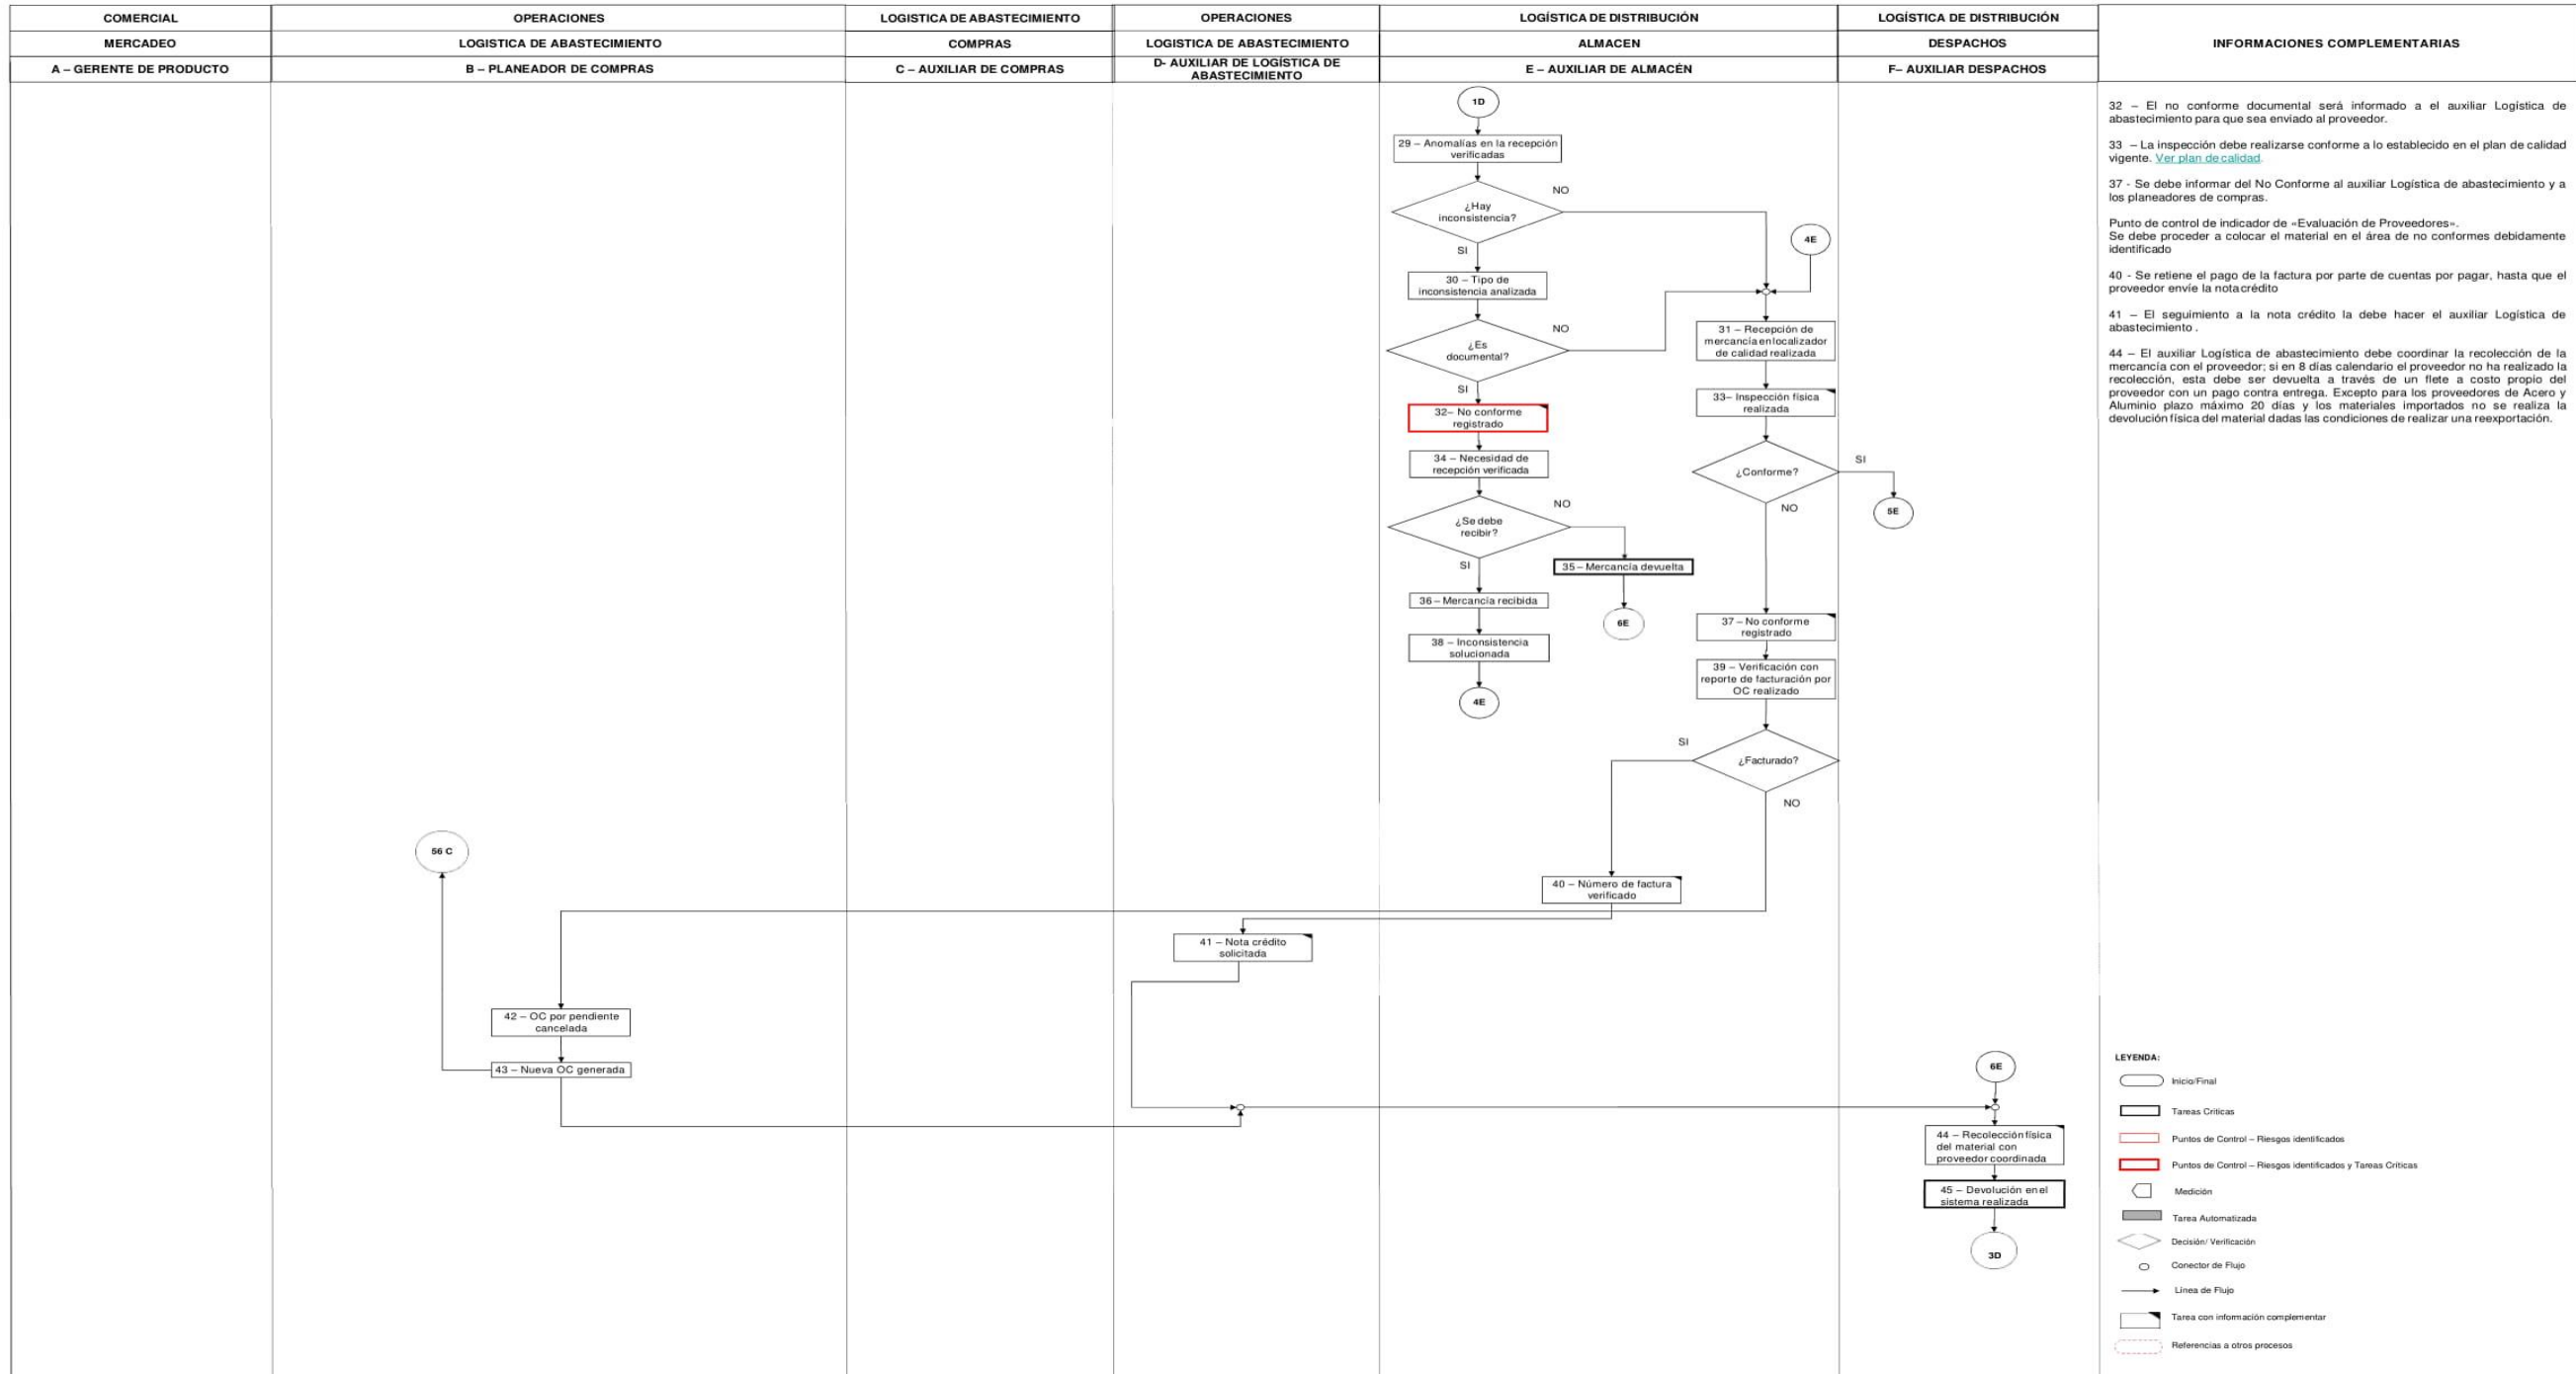 COMERCIAL
OPERACIONES
LOGISTICA DE ABASTECIMIENTO
OPERACIONES
LOGÍSTICA DE DISTRIBUCIÓN
LOGÍSTICA DE DISTRIBUCIÓN
INFORMACIONES COMPLEMENTARIAS
MERCADEO
LOGISTICA DE ABASTECIMIENTO
COMPRAS
LOGISTICA DE ABASTECIMIENTO
ALMACEN
DESPACHOS
A – GERENTE DE PRODUCTO
B – PLANEADOR DE COMPRAS
C – AUXILIAR DE COMPRAS
D- AUXILIAR DE LOGÍSTICA DE
ABASTECIMIENTO
E – AUXILIAR DE ALMACÉN
F– AUXILIAR DESPACHOS
1D
29 – Anomalías en la recepción
verificadas
¿Hay
inconsistencia?
NO
SI
4E
30 – Tipo de
inconsistencia analizada
¿Es
documental?
NO
SI
31 – Recepción de
mercancía en localizador
de calidad realizada
32– No conforme
registrado
33– Inspección física
realizada
34 – Necesidad de
recepción verificada
¿Conforme?
SI
NO
5E
¿Se debe
recibir?
NO
SI
35 – Mercancía devuelta
6E
36 – Mercancía recibida
37 – No conforme
registrado
38 – Inconsistencia
solucionada
4E
39 – Verificación con
reporte de facturación por
OC realizado
¿Facturado?
SI
NO
56 C
40 – Número de factura
verificado
41 – Nota crédito
solicitada
42 – OC por pendiente
cancelada
43 – Nueva OC generada
6E
44 – Recolección física
del material con
proveedor coordinada
45 – Devolución en el
sistema realizada
3D
32 – El no conforme documental será informado a el auxiliar Logística de
abastecimiento para que sea enviado al proveedor.
33 – La inspección debe realizarse conforme a lo establecido en el plan de calidad
vigente. Ver plan de calidad.
37 - Se debe informar del No Conforme al auxiliar Logística de abastecimiento y a
los planeadores de compras.
Punto de control de indicador de «Evaluación de Proveedores».
Se debe proceder a colocar el material en el área de no conformes debidamente
identificado
40 - Se retiene el pago de la factura por parte de cuentas por pagar, hasta que el
proveedor envíe la nota crédito
41 – El seguimiento a la nota crédito la debe hacer el auxiliar Logística de
abastecimiento .
44 – El auxiliar Logística de abastecimiento debe coordinar la recolección de la
mercancía con el proveedor; si en 8 días calendario el proveedor no ha realizado la
recolección, esta debe ser devuelta a través de un flete a costo propio del
proveedor con un pago contra entrega. Excepto para los proveedores de Acero y
Aluminio plazo máximo 20 días y los materiales importados no se realiza la
devolución física del material dadas las condiciones de realizar una reexportación.
LEYENDA:
Inicio/Final
Tareas Críticas
Puntos de Control – Riesgos identificados
Puntos de Control – Riesgos identificados y Tareas Críticas
Medición
Tarea Automatizada
Decisión/ Verificación
Conector de Flujo
Línea de Flujo
Tarea con información complementar
Referencias a otros procesos